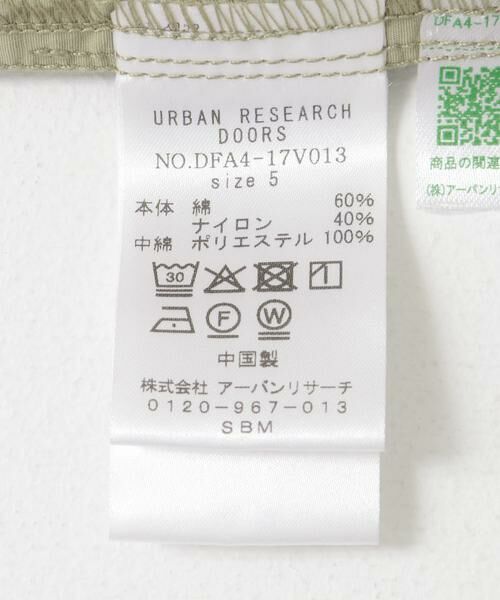 URBAN RESEARCH
DOORS
NO.DFA4-17V013
size 5
本体 綿 60%
ナイロン 40%
中綿 ポリエステル 100%
30
F
W
中国製
株式会社 アーバンリサーチ
0120-967-013
SBM
DFA4-17
商品の関連
(株)アーバンリサ